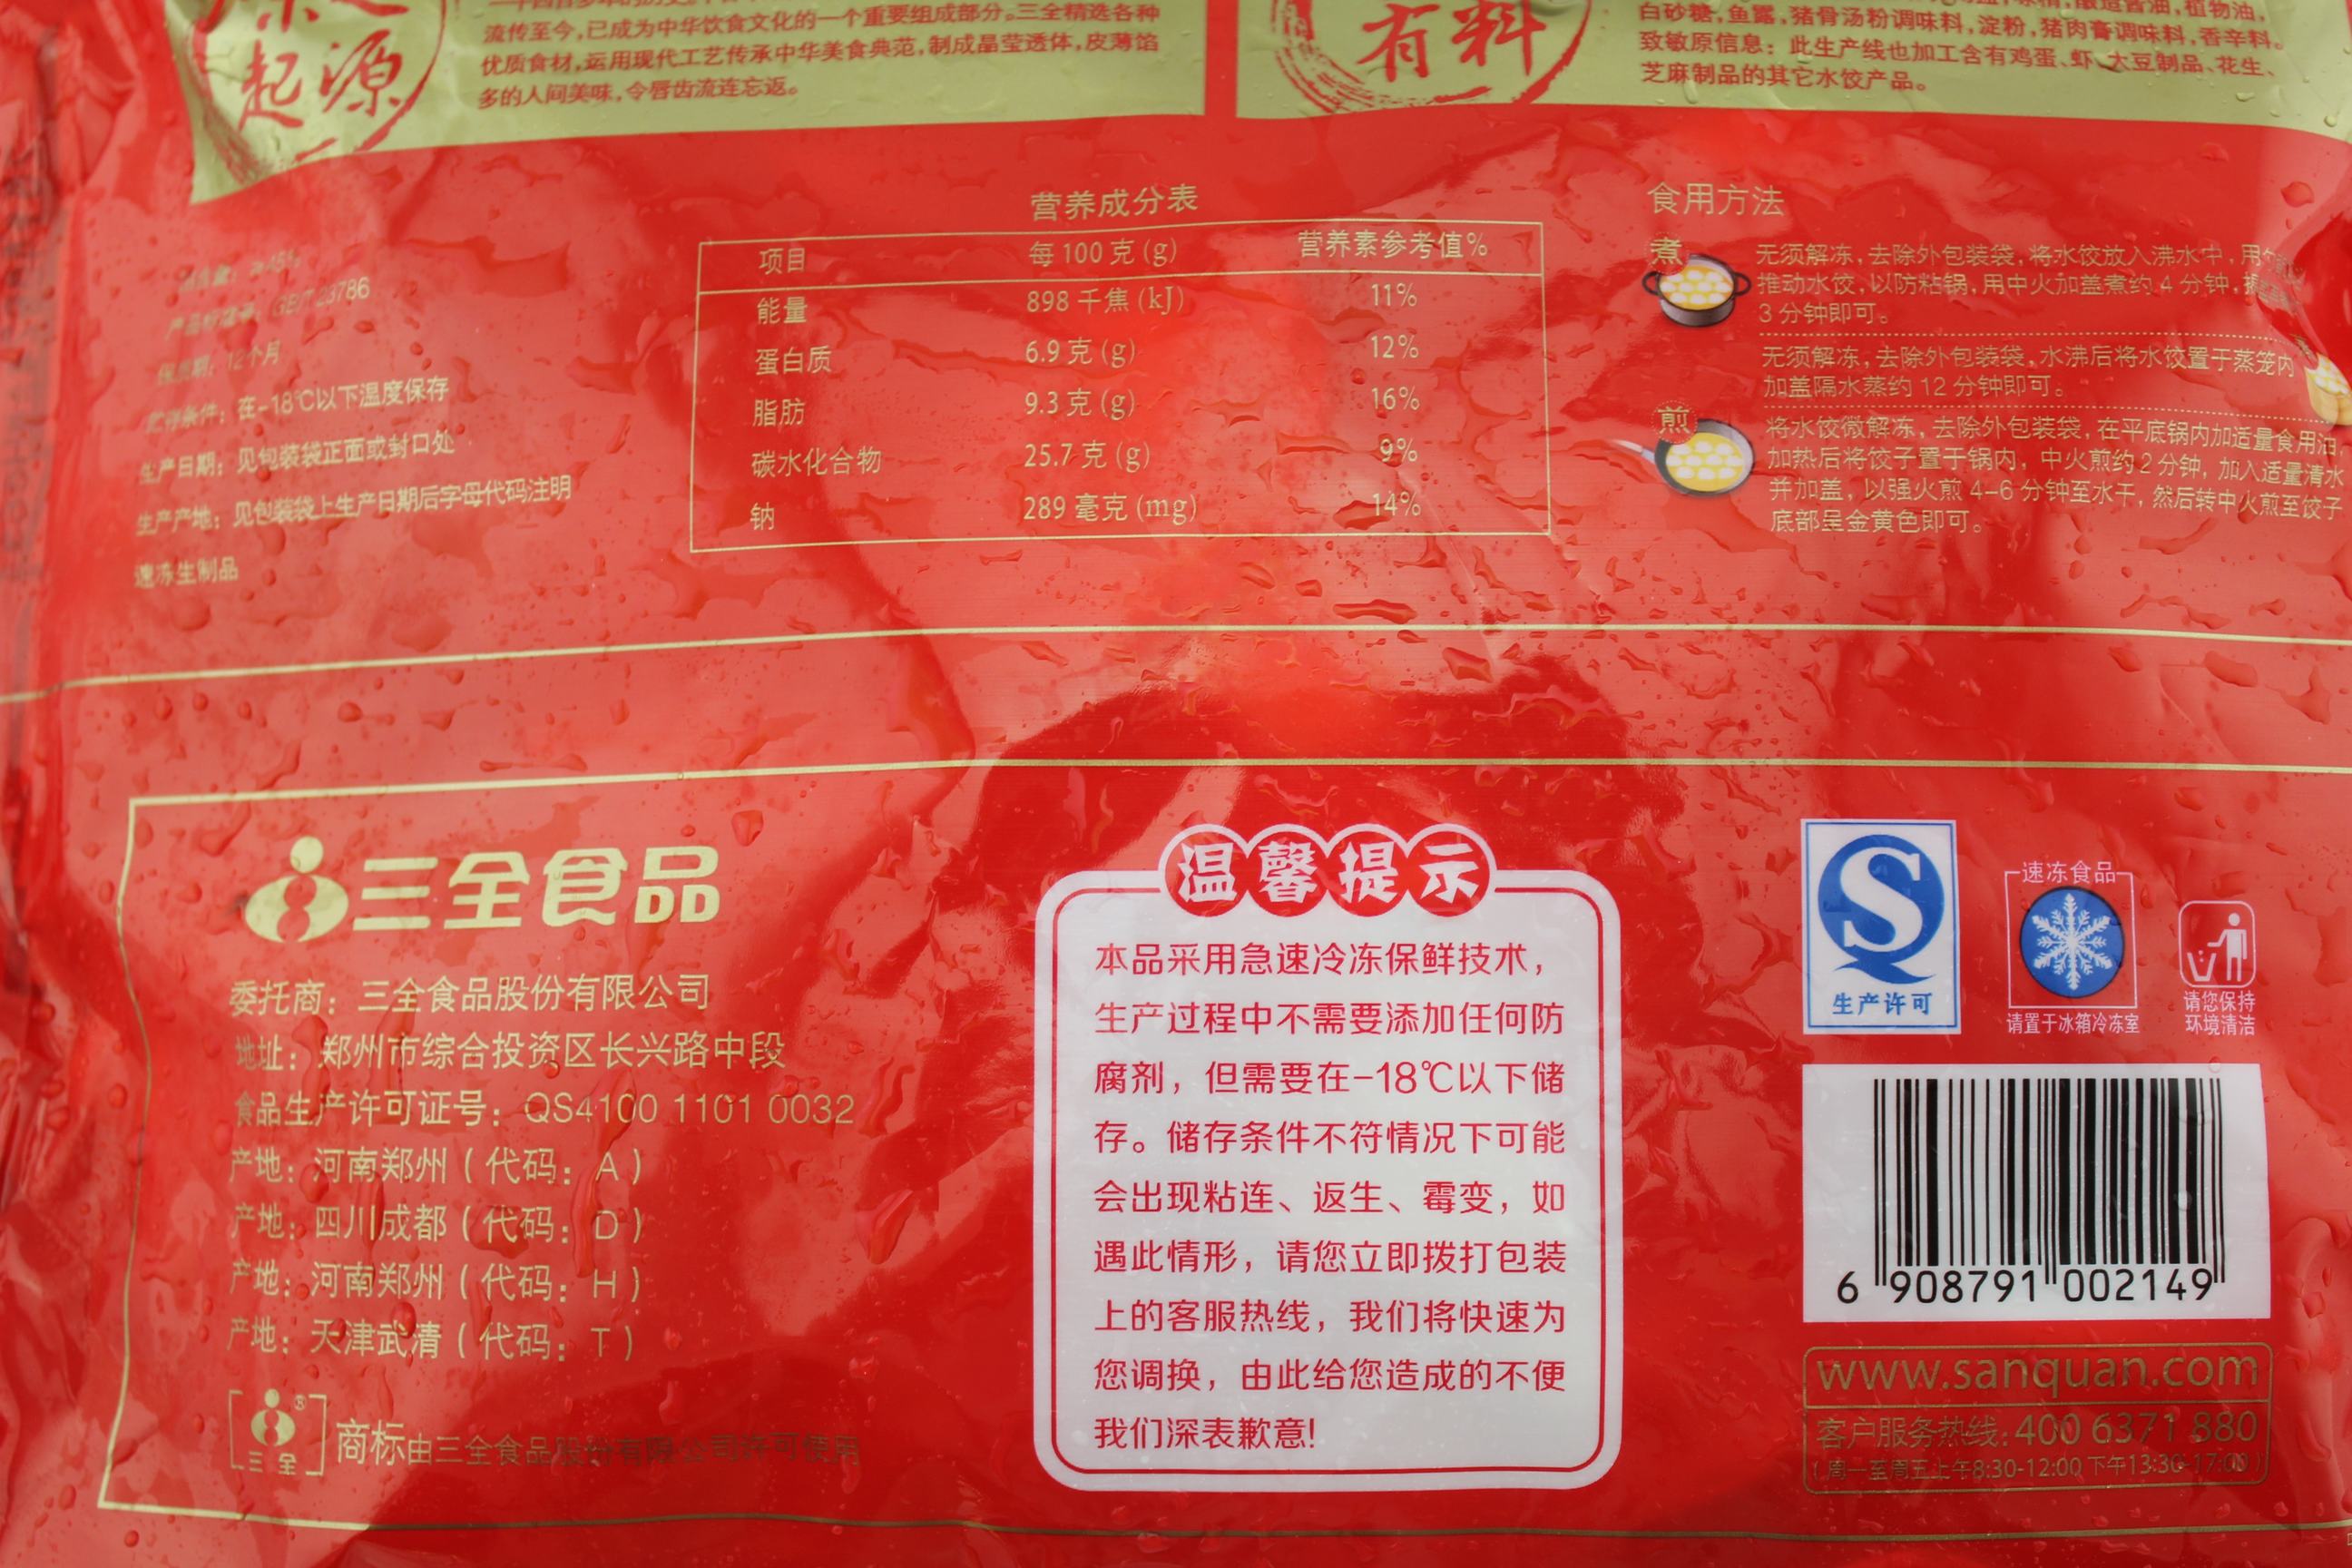 起源
流传至今,已成为中华饮食文化的一个重要组成部分。三全精选各种
优质食材,运用现代工艺传承中华美食典范,制成晶莹透体,皮薄馅
多的人间美味,令唇齿流连忘返。
有料
白砂糖,鱼露,猪骨汤粉调味料,淀粉,猪肉膏调味料,香辛料。
致敏原信息：此生产线也加工含有鸡蛋、虾、大豆制品、花生、
芝麻制品的其它水饺产品。
GB/T 23786
保质期：12个月
贮存条件：在-18℃以下温度保存
生产日期：见包装袋正面或封口处
生产产地：见包装袋上生产日期后字母代码注明
速冻生制品
营养成分表
项目 每 100 克 (g) 营养素参考值%
能量 898 千焦 (kJ) 11%
蛋白质 6.9 克 (g) 12%
脂肪 9.3 克 (g) 16%
碳水化合物 25.7 克 (g) 9%
钠 289 毫克 (mg) 14%
食用方法
煮
无须解冻,去除外包装袋,将水饺放入沸水中,用
推动水饺,以防粘锅,用中火加盖煮约 4 分钟,
3 分钟即可。
无须解冻,去除外包装袋,水沸后将水饺置于蒸笼内
加盖隔水蒸约 12 分钟即可。
煎
将水饺微解冻,去除外包装袋,在平底锅内加适量食用油,
加热后将饺子置于锅内，中火煎约 2 分钟，加入适量清水
并加盖，以强火煎 4-6 分钟至水干，然后转中火煎至饺子
底部呈金黄色即可。
三全食品
委托商：三全食品股份有限公司
地址：郑州市综合投资区长兴路中段
食品生产许可证号：QS4100 1101 0032
产地：河南郑州（代码：A）
产地：四川成都（代码：D）
产地：河南郑州（代码：H）
产地：天津武清（代码：T）
®
三全
商标由三全食品股份有限公司许可使用
温馨提示
本品采用急速冷冻保鲜技术，
生产过程中不需要添加任何防
腐剂，但需要在-18℃以下储
存。储存条件不符情况下可能
会出现粘连、返生、霉变，如
遇此情形，请您立即拨打包装
上的客服热线，我们将快速为
您调换，由此给您造成的不便
我们深表歉意!
S
生产许可
速冻食品
请置于冰箱冷冻室
请您保持
环境清洁
6 908791 002149
www.sanquan.com
客户服务热线:400 6371 880
(周一至周五上午8:30-12:00 下午13:30-17:00)